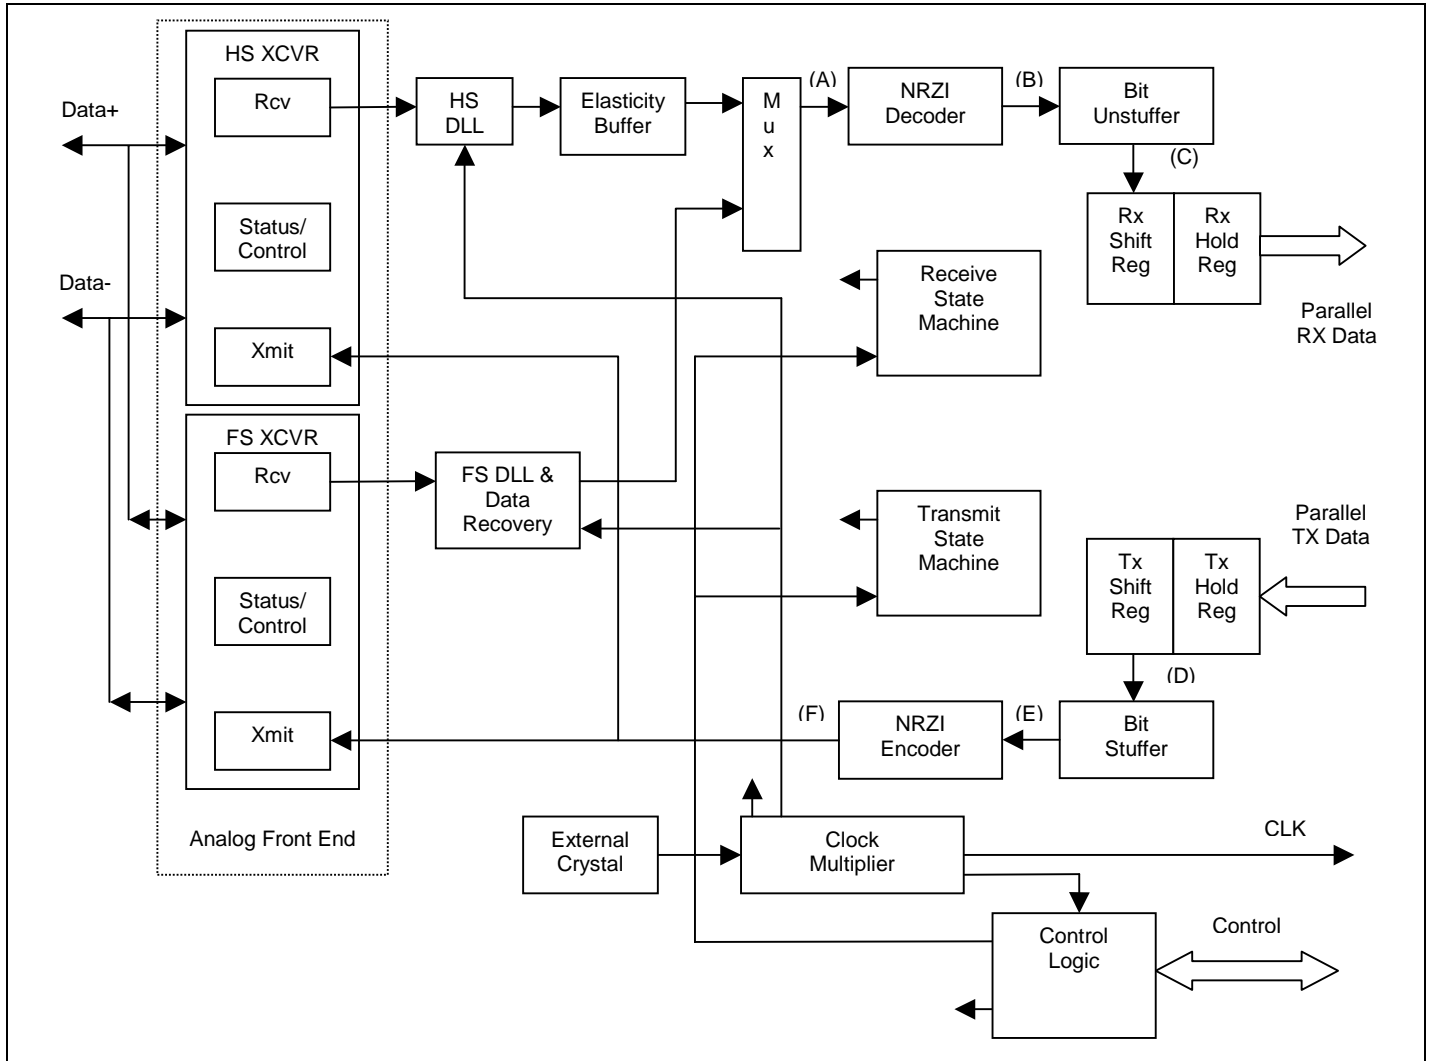 HS XCVR
Rcv
Data+
Status/
Control
Data-
Xmit
HS
DLL
Elasticity
Buffer
M
u
x
(A)
NRZI
Decoder
(B)
Bit
Unstuffer
(C)
Rx
Shift
Reg
Rx
Hold
Reg
Parallel
RX Data
Receive
State
Machine
FS XCVR
Rcv
Status/
Control
Xmit
Analog Front End
FS DLL &
Data
Recovery
Transmit
State
Machine
Parallel
TX Data
Tx
Shift
Reg
Tx
Hold
Reg
(D)
Bit
Stuffer
(E)
NRZI
Encoder
(F)
External
Crystal
Clock
Multiplier
CLK
Control
Logic
Control